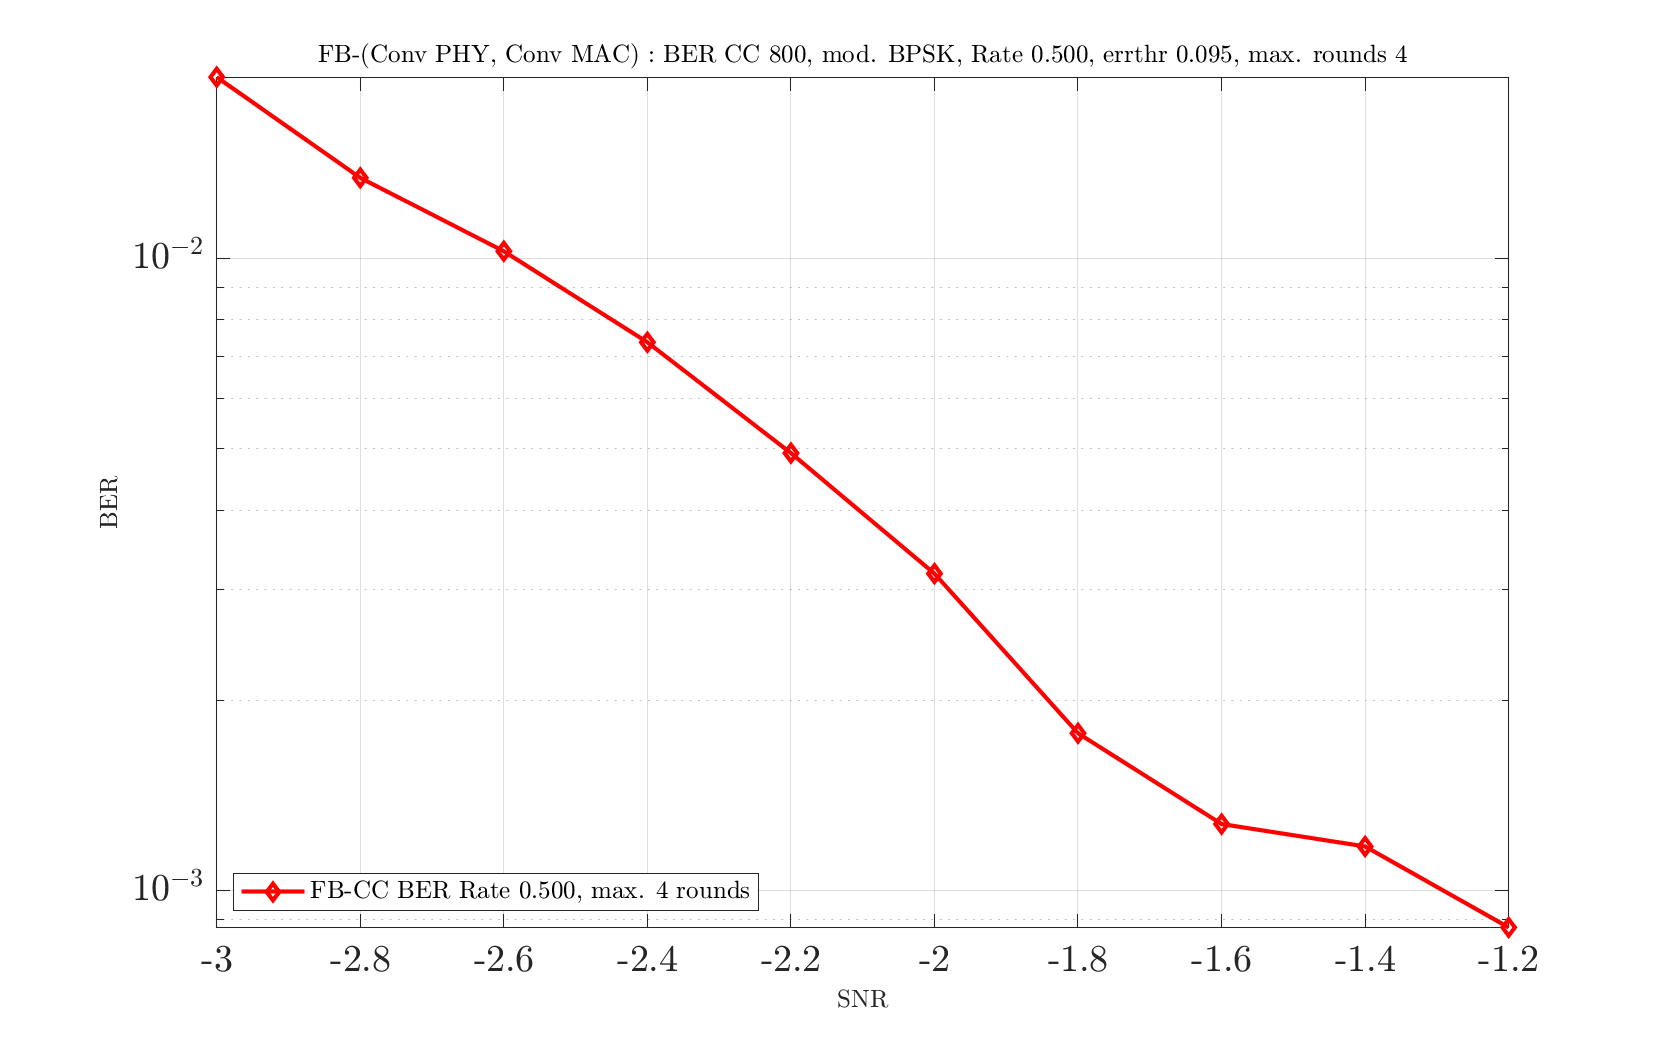 FB-(Conv PHY, Conv MAC) : BER CC 800, mod. BPSK, Rate 0.500, errthr 0.095, max. rounds 4
10^{-2}
BER
10^{-3}
FB-CC BER Rate 0.500, max. 4 rounds
-3 -2.8 -2.6 -2.4 -2.2 -2 -1.8 -1.6 -1.4 -1.2
SNR